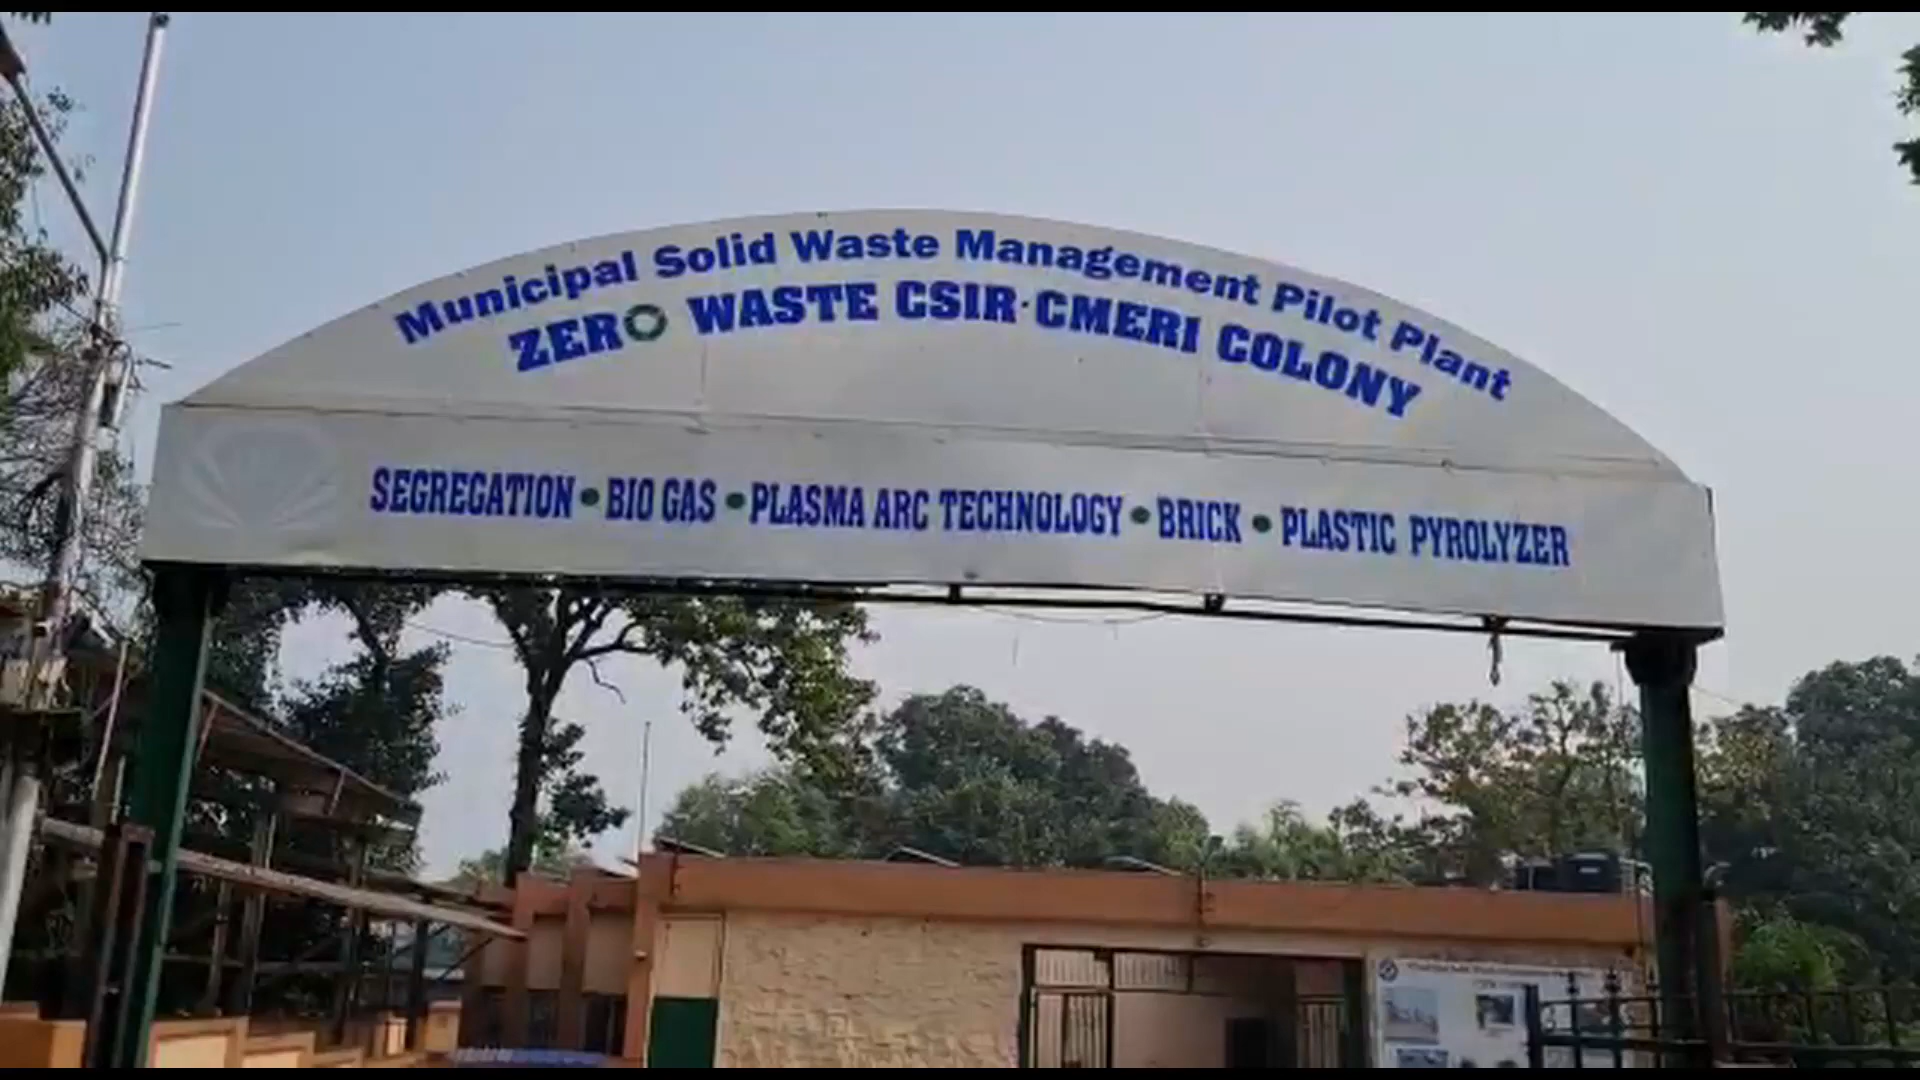 Municipal Solid Waste Management Pilot Plant
ZERO WASTE CSIR-CMERI COLONY
SEGREGATION • BIO GAS • PLASMA ARC TECHNOLOGY • BRICK • PLASTIC PYROLYZER